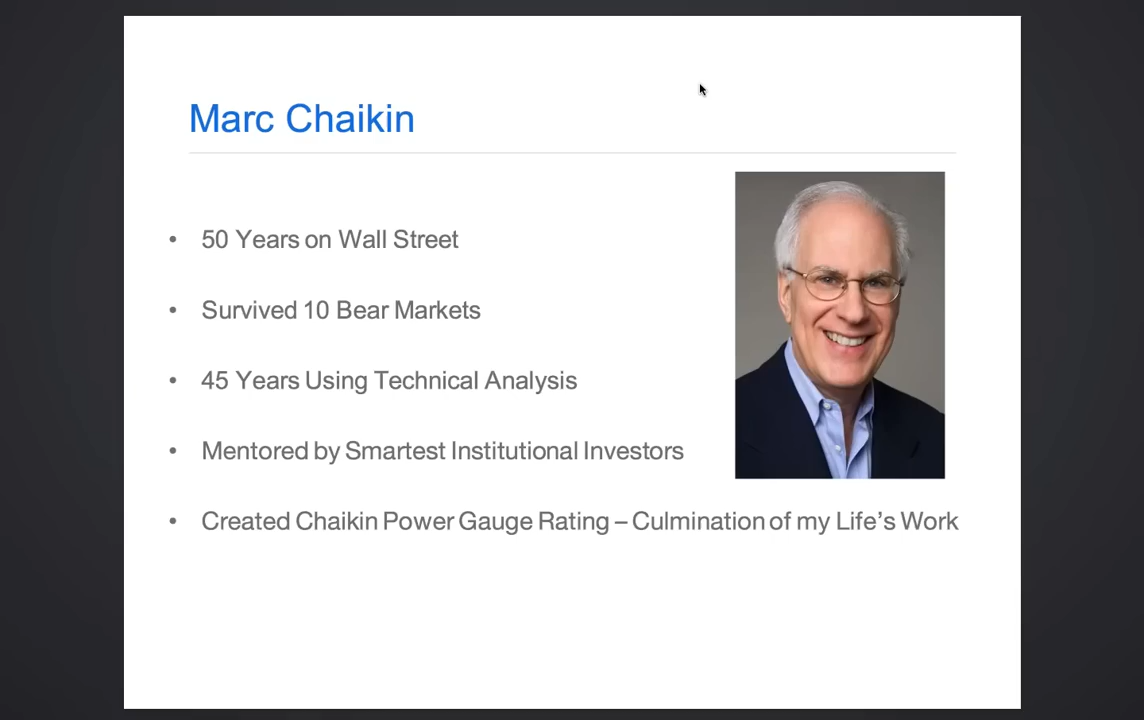 Marc Chaikin
• 50 Years on Wall Street
• Survived 10 Bear Markets
• 45 Years Using Technical Analysis
• Mentored by Smartest Institutional Investors
• Created Chaikin Power Gauge Rating – Culmination of my Life’s Work